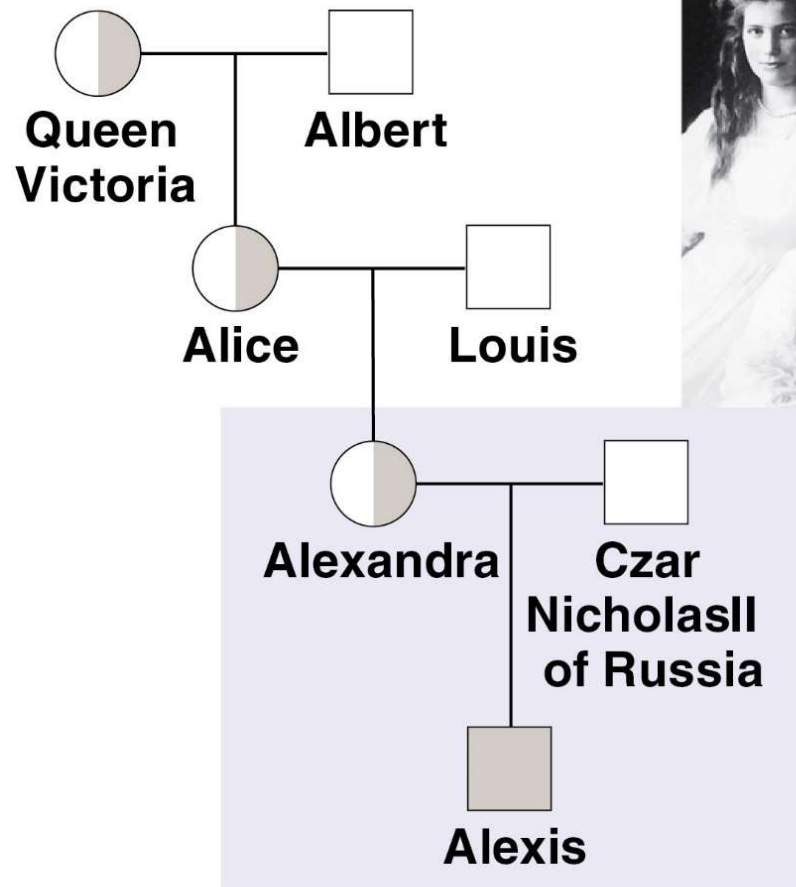 Queen
Victoria
Albert
Alice
Louis
Alexandra
Czar
NicholasII
of Russia
Alexis